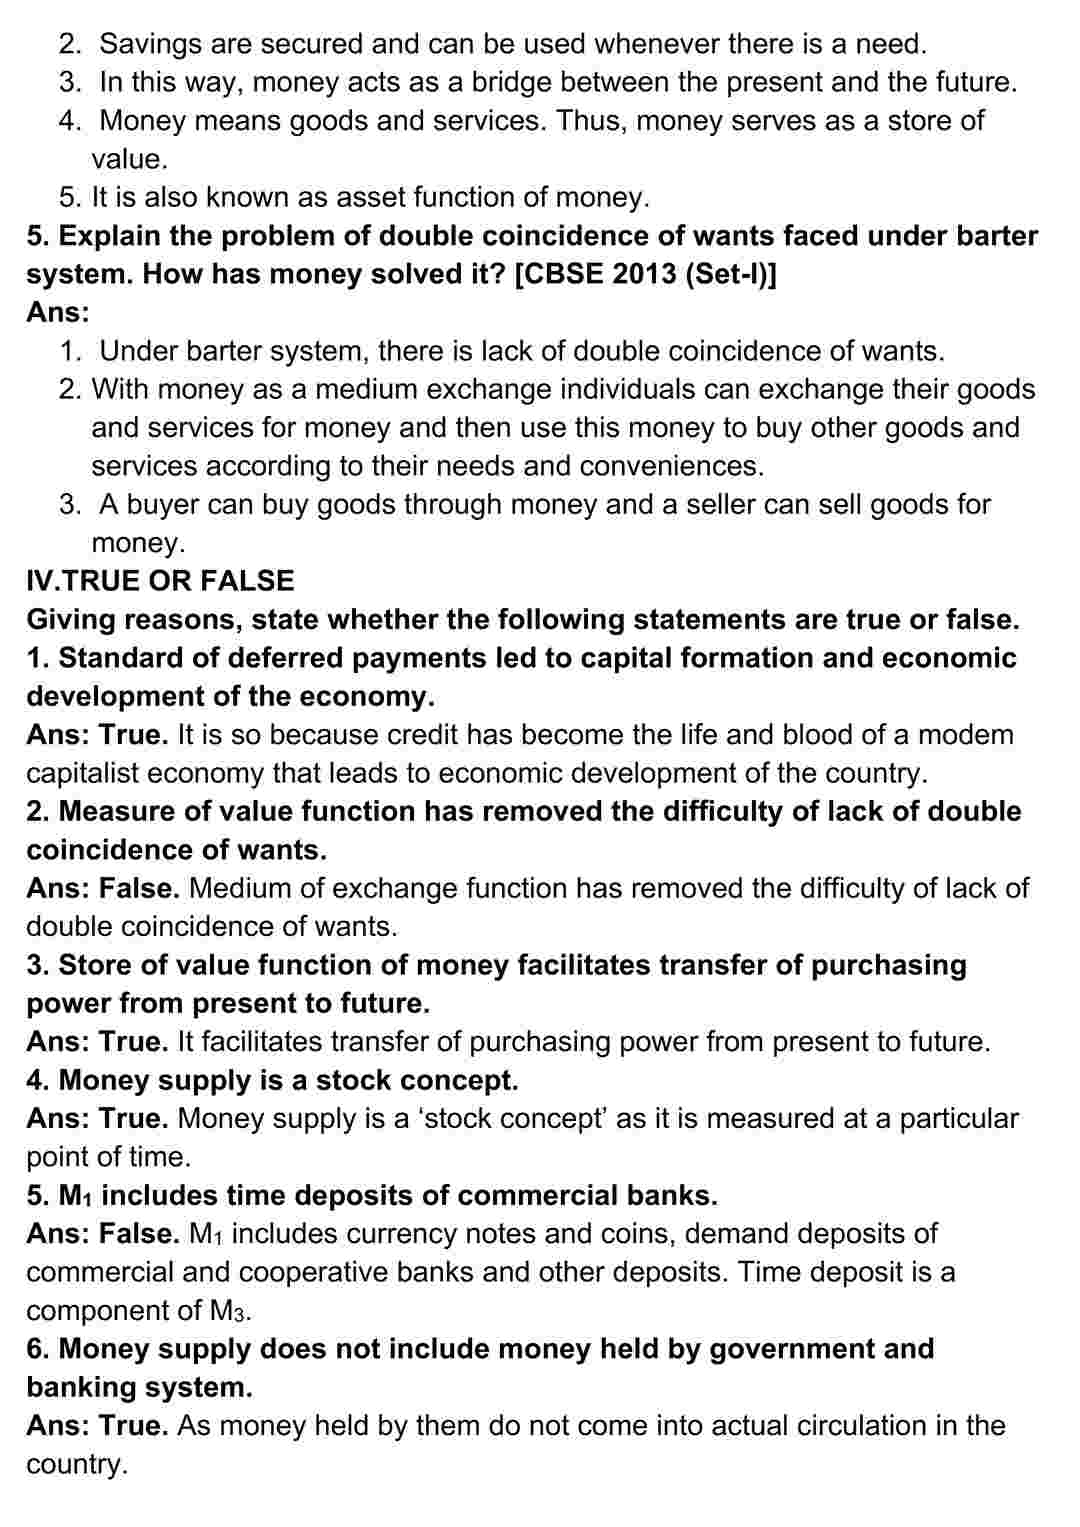 2. Savings are secured and can be used whenever there is a need.
3. In this way, money acts as a bridge between the present and the future.
4. Money means goods and services. Thus, money serves as a store of
value.
5. It is also known as asset function of money.
5. Explain the problem of double coincidence of wants faced under barter
system. How has money solved it? [CBSE 2013 (Set-I)]
Ans:
1. Under barter system, there is lack of double coincidence of wants.
2. With money as a medium exchange individuals can exchange their goods
and services for money and then use this money to buy other goods and
services according to their needs and conveniences.
3. A buyer can buy goods through money and a seller can sell goods for
money.
IV.TRUE OR FALSE
Giving reasons, state whether the following statements are true or false.
1. Standard of deferred payments led to capital formation and economic
development of the economy.
Ans: True. It is so because credit has become the life and blood of a modem
capitalist economy that leads to economic development of the country.
2. Measure of value function has removed the difficulty of lack of double
coincidence of wants.
Ans: False. Medium of exchange function has removed the difficulty of lack of
double coincidence of wants.
3. Store of value function of money facilitates transfer of purchasing
power from present to future.
Ans: True. It facilitates transfer of purchasing power from present to future.
4. Money supply is a stock concept.
Ans: True. Money supply is a ‘stock concept’ as it is measured at a particular
point of time.
5. M₁ includes time deposits of commercial banks.
Ans: False. M₁ includes currency notes and coins, demand deposits of
commercial and cooperative banks and other deposits. Time deposit is a
component of M₃.
6. Money supply does not include money held by government and
banking system.
Ans: True. As money held by them do not come into actual circulation in the
country.